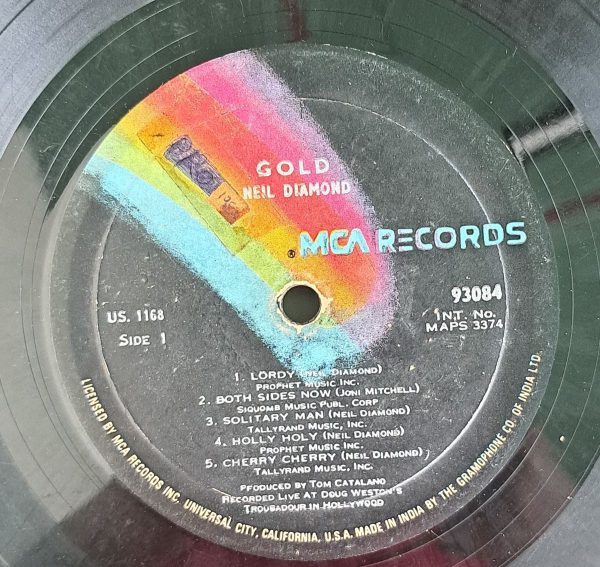 GOLD
NEIL DIAMOND
® MCA RECORDS
93084
US. 1168
INT. No.
MAPS 3374
SIDE 1
1. LORDY (NEIL DIAMOND)
PROPHET MUSIC INC.
2. BOTH SIDES NOW (JONI MITCHELL)
SIQUOMB MUSIC PUBL. CORP
3. SOLITARY MAN (NEIL DIAMOND)
TALLYRAND MUSIC, INC.
4. HOLLY HOLY (NEIL DIAMOND)
PROPHET MUSIC INC.
5. CHERRY CHERRY (NEIL DIAMOND)
TALLYRAND MUSIC, INC.
PRODUCED BY TOM CATALANO
RECORDED LIVE AT DOUG WESTON'S
TROUBADOUR IN HOLLYWOOD
LICENSED BY MCA RECORDS INC. UNIVERSAL CITY, CALIFORNIA, U.S.A. MADE IN INDIA BY THE GRAMOPHONE CO. OF INDIA LTD.